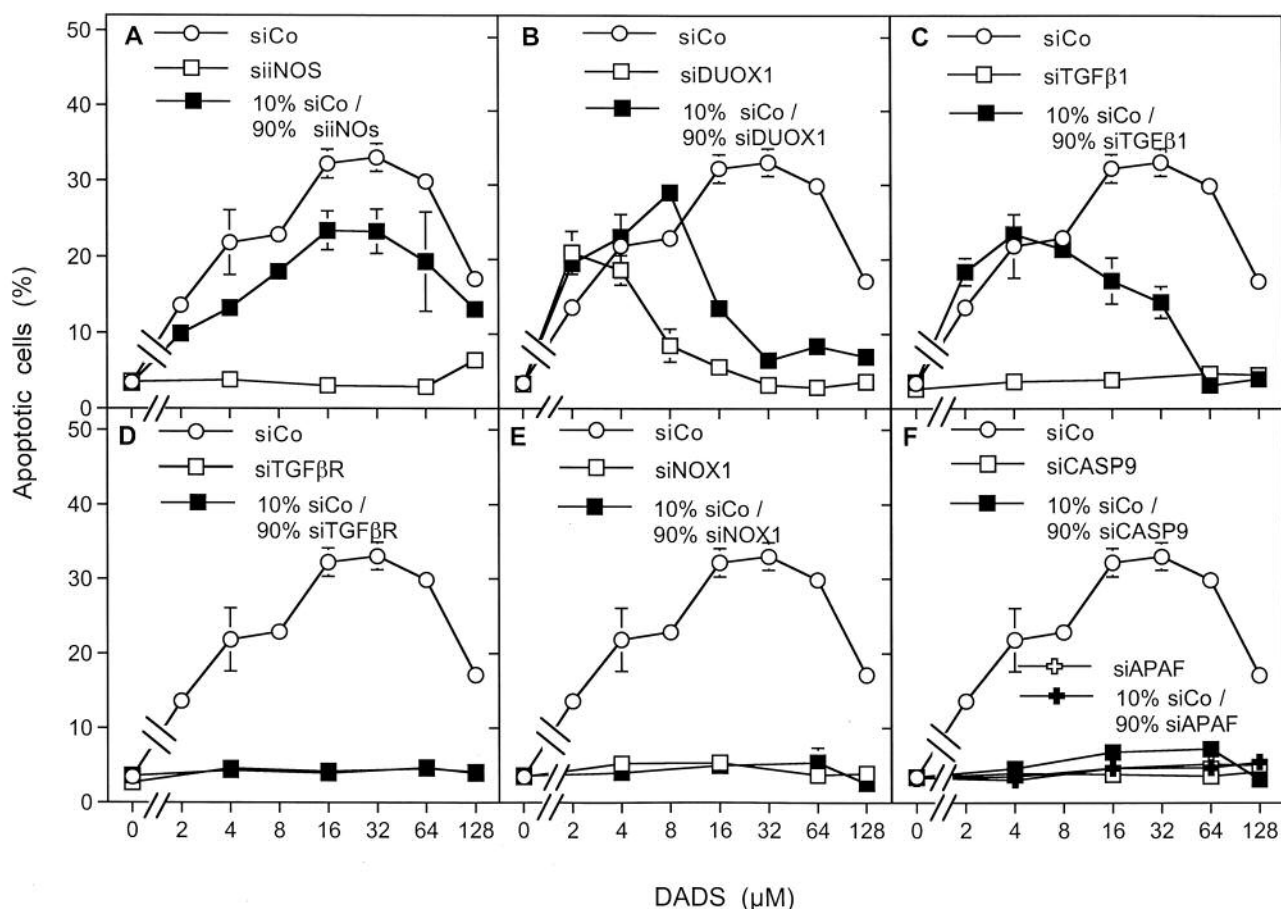 Apoptotic cells (%)
50
40
30
20
10
0
A
siCo
siiNOS
10% siCo /
90% siiNOs
B
siCo
siDUOX1
10% siCo /
90% siDUOX1
C
siCo
siTGFβ1
10% siCo /
90% siTGFβ1
50
40
30
20
10
0
D
siCo
siTGFβR
10% siCo /
90% siTGFβR
E
siCo
siNOX1
10% siCo /
90% siNOX1
F
siCo
siCASP9
10% siCo /
90% siCASP9
siAPAF
10% siCo /
90% siAPAF
0 2 4 8 16 32 64 128
0 2 4 8 16 32 64 128
0 2 4 8 16 32 64 128
DADS (µM)